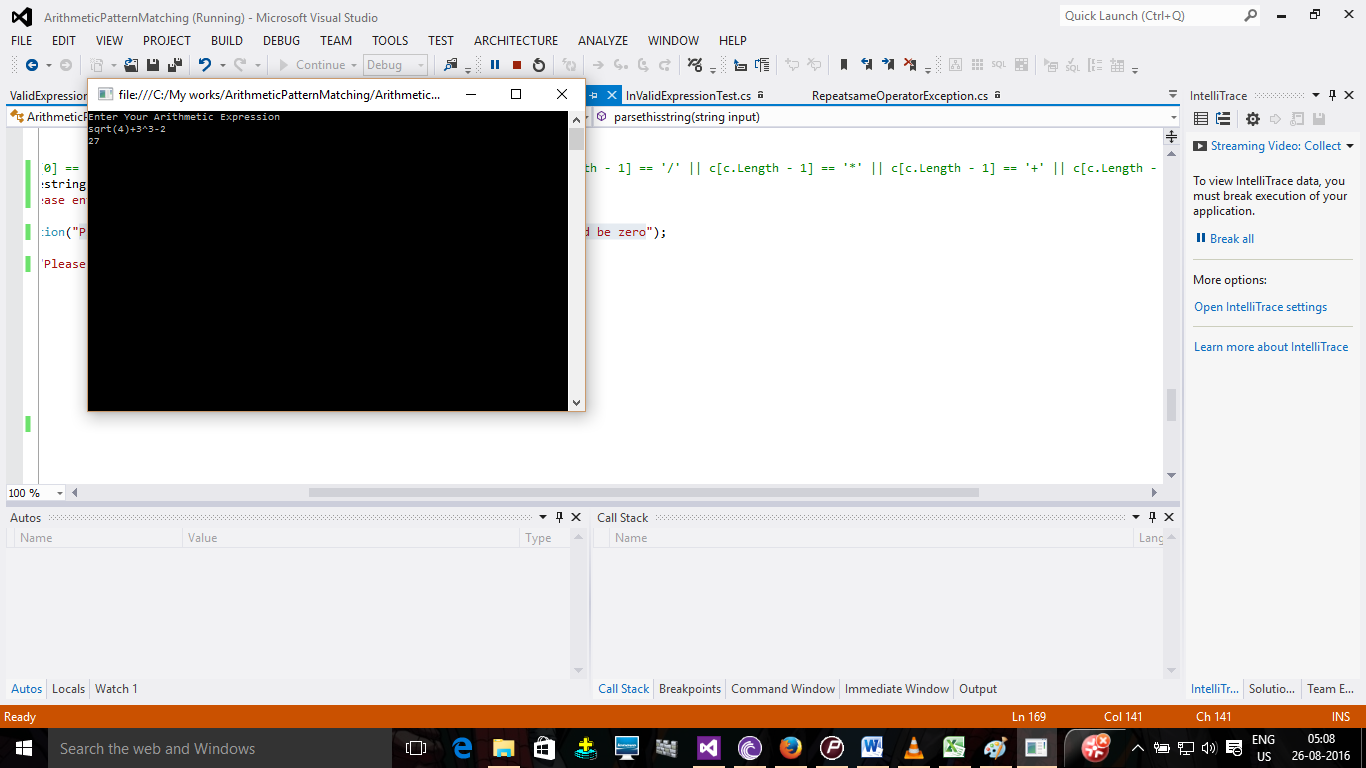 ArithmeticPatternMatching (Running) - Microsoft Visual Studio
Quick Launch (Ctrl+Q)
FILE EDIT VIEW PROJECT BUILD DEBUG TEAM TOOLS TEST ARCHITECTURE ANALYZE WINDOW HELP
Continue Debug SQL
ValidExpression
InValidExpressionTest.cs
RepeatsameOperatorException.cs
IntelliTrace
file:///C:/My works/ArithmeticPatternMatching/Arithmetic...
Enter Your Arithmetic Expression
sqrt(4)+3^3-2
27
ArithmeticP
parsethisstring(string input)
[0] ==
th - 1] == '/' || c[c.Length - 1] == '*' || c[c.Length - 1] == '+' || c[c.Length -
estring
ease en
ion("P
d be zero");
"Please
Streaming Video: Collect
To view IntelliTrace data, you
must break execution of your
application.
Break all
More options:
Open IntelliTrace settings
Learn more about IntelliTrace
100 %
Autos
Name Value Type
Call Stack
Name Lang
Autos Locals Watch 1
Call Stack Breakpoints Command Window Immediate Window Output
IntelliTr... Solutio... Team E...
Ready Ln 169 Col 141 Ch 141 INS
Search the web and Windows
ENG
US
05:08
26-08-2016